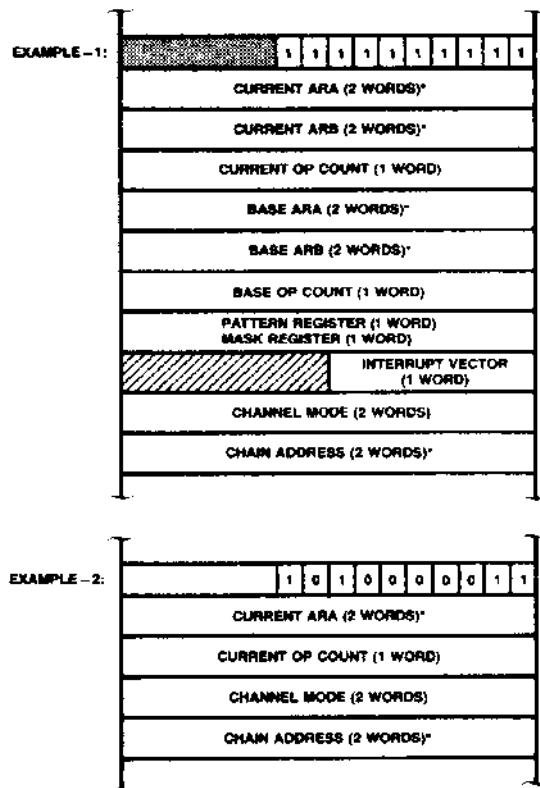 EXAMPLE-1:
1 1 1 1 1 1 1 1 1 1
CURRENT ARA (2 WORDS)*
CURRENT ARB (2 WORDS)*
CURRENT OP COUNT (1 WORD)
BASE ARA (2 WORDS)*
BASE ARB (2 WORDS)*
BASE OP COUNT (1 WORD)
PATTERN REGISTER (1 WORD)
MASK REGISTER (1 WORD)
INTERRUPT VECTOR
(1 WORD)
CHANNEL MODE (2 WORDS)
CHAIN ADDRESS (2 WORDS)*
EXAMPLE-2:
1 0 1 0 0 0 0 0 1 1
CURRENT ARA (2 WORDS)*
CURRENT OP COUNT (1 WORD)
CHANNEL MODE (2 WORDS)
CHAIN ADDRESS (2 WORDS)*